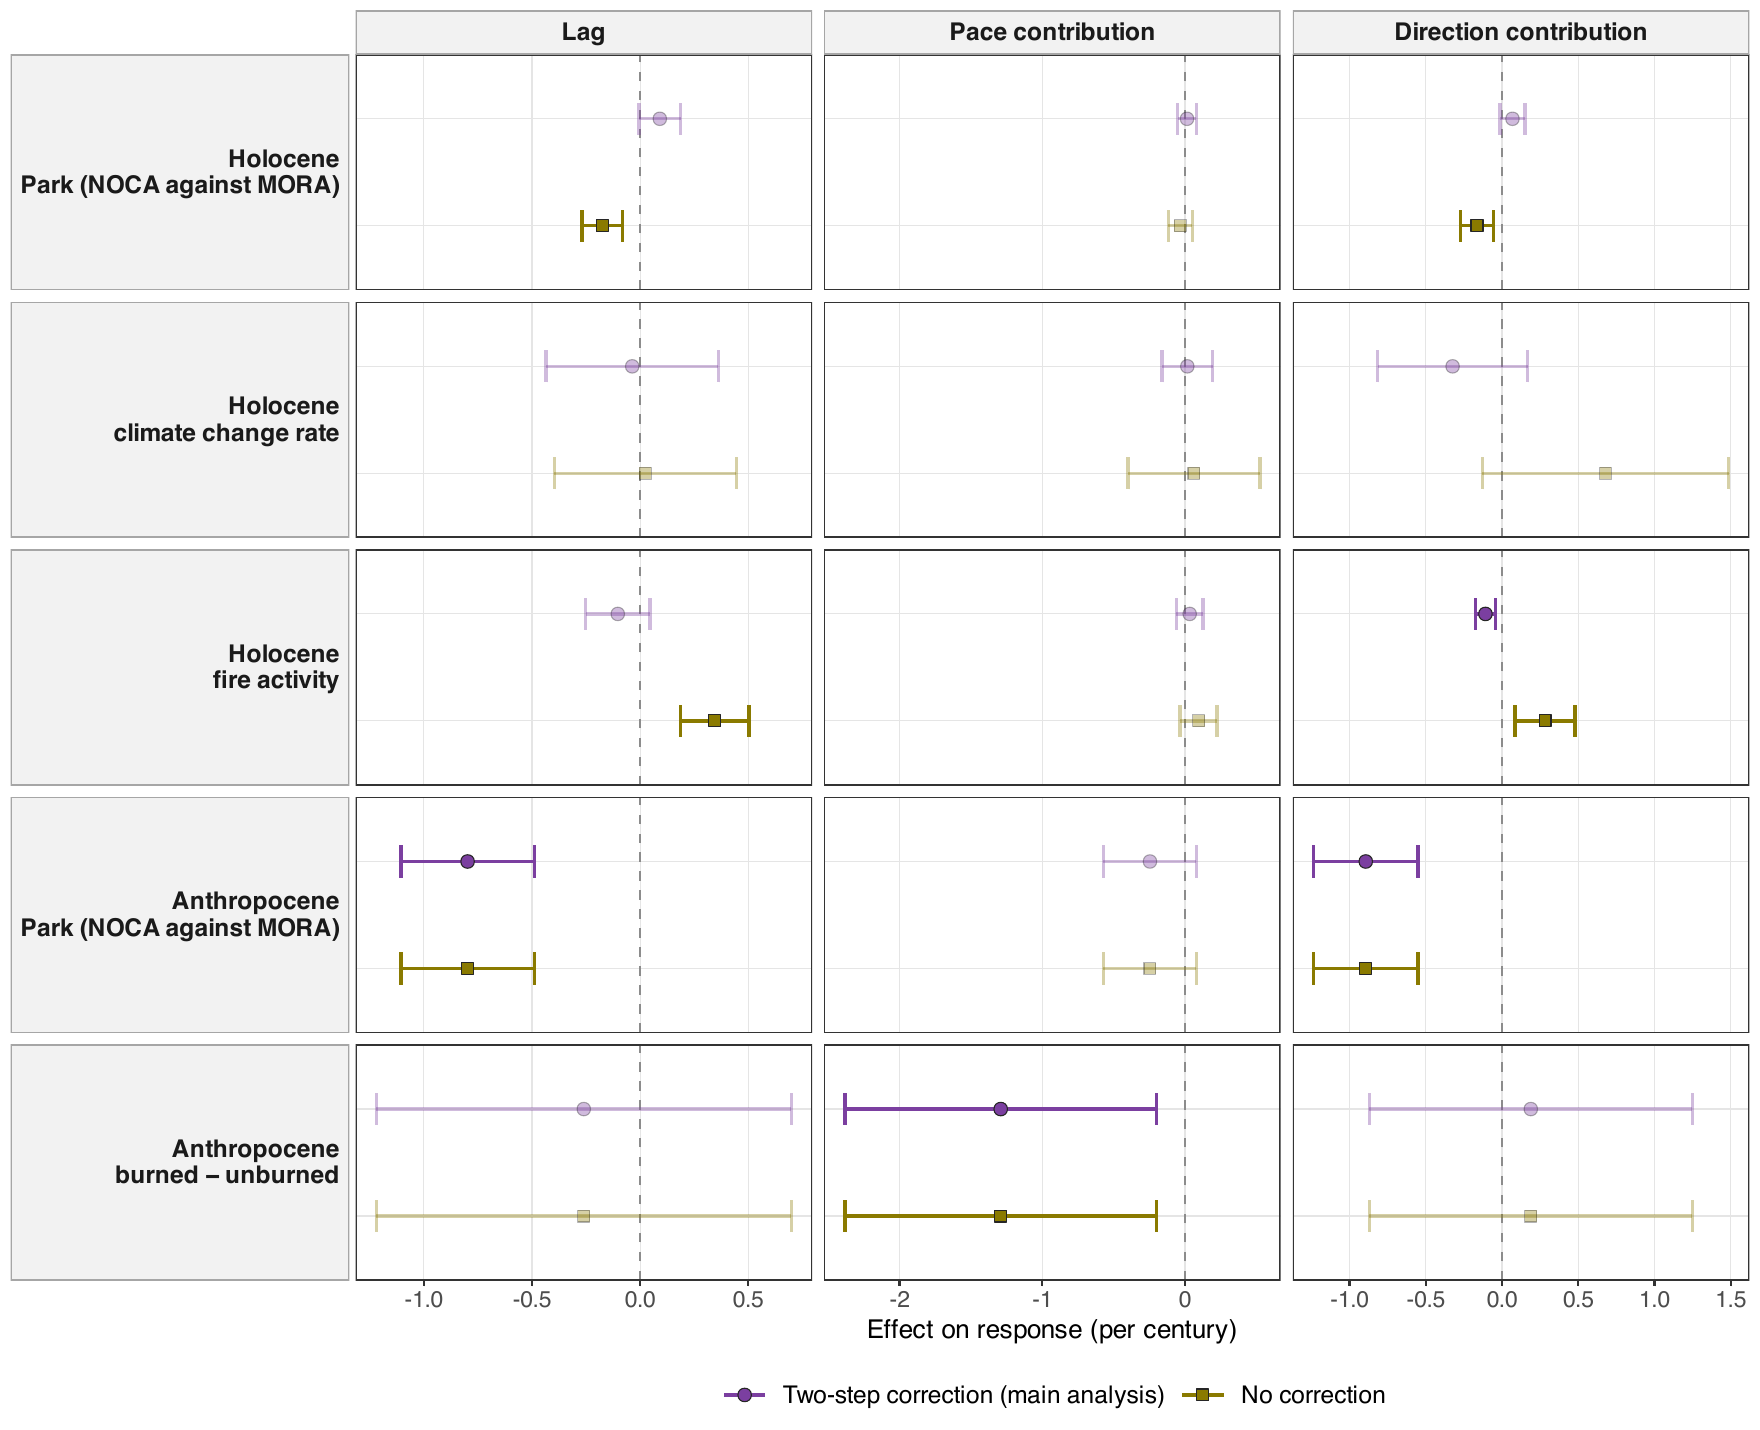 Lag
Pace contribution
Direction contribution
Holocene
Park (NOCA against MORA)
Holocene
climate change rate
Holocene
fire activity
Anthropocene
Park (NOCA against MORA)
Anthropocene
burned – unburned
-1.0 -0.5 0.0 0.5
-2 -1 0
-1.0 -0.5 0.0 0.5 1.0 1.5
Effect on response (per century)
Two-step correction (main analysis) No correction